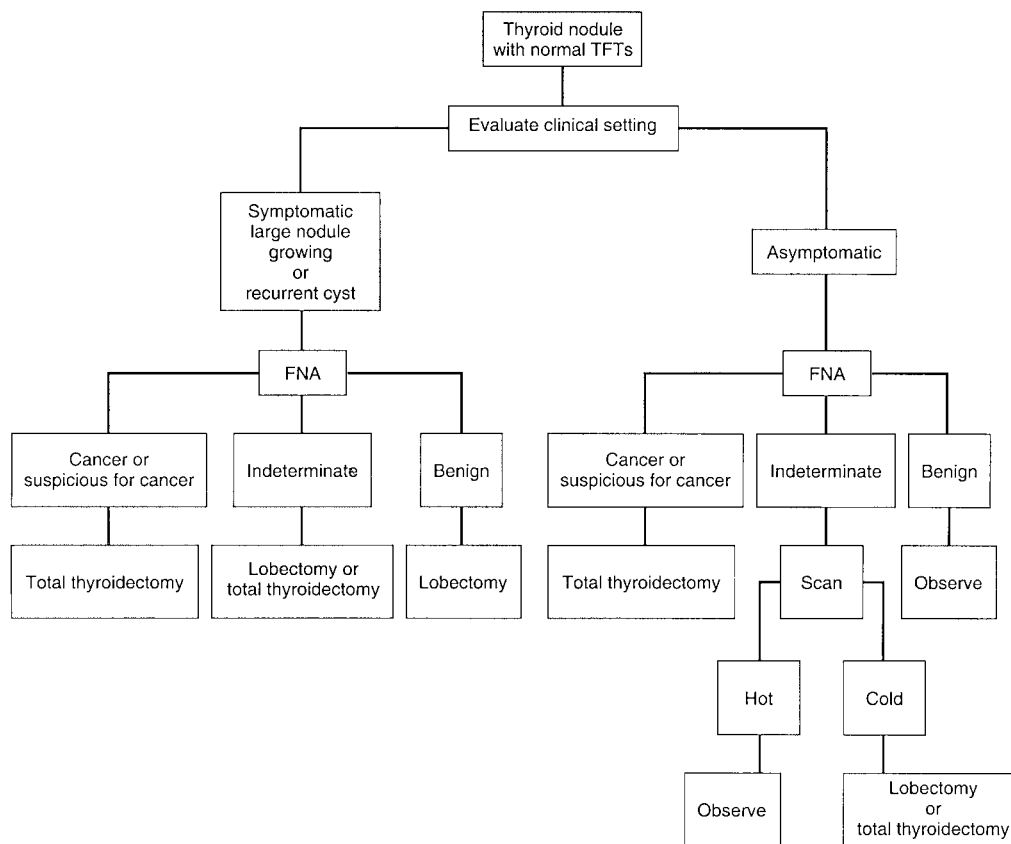 Thyroid nodule
with normal TFTs
Evaluate clinical setting
Symptomatic
large nodule
growing
or
recurrent cyst
Asymptomatic
FNA
FNA
Cancer or
suspicious for cancer
Indeterminate
Benign
Cancer or
suspicious for cancer
Indeterminate
Benign
Total thyroidectomy
Lobectomy or
total thyroidectomy
Lobectomy
Total thyroidectomy
Scan
Observe
Hot
Cold
Observe
Lobectomy
or
total thyroidectomy